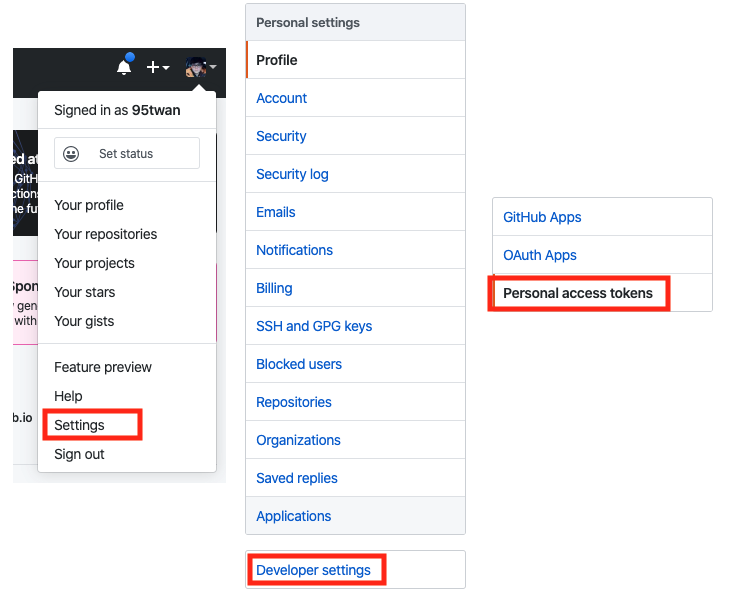 Signed in as 95twan
Set status
ed at
GitH
ctions
ne fu
Your profile
Your repositories
Your projects
Your stars
Your gists
Spon
gen
with
Feature preview
Help
b.io
Settings
Sign out
Personal settings
Profile
Account
Security
Security log
Emails
Notifications
Billing
SSH and GPG keys
Blocked users
Repositories
Organizations
Saved replies
Applications
Developer settings
GitHub Apps
OAuth Apps
Personal access tokens